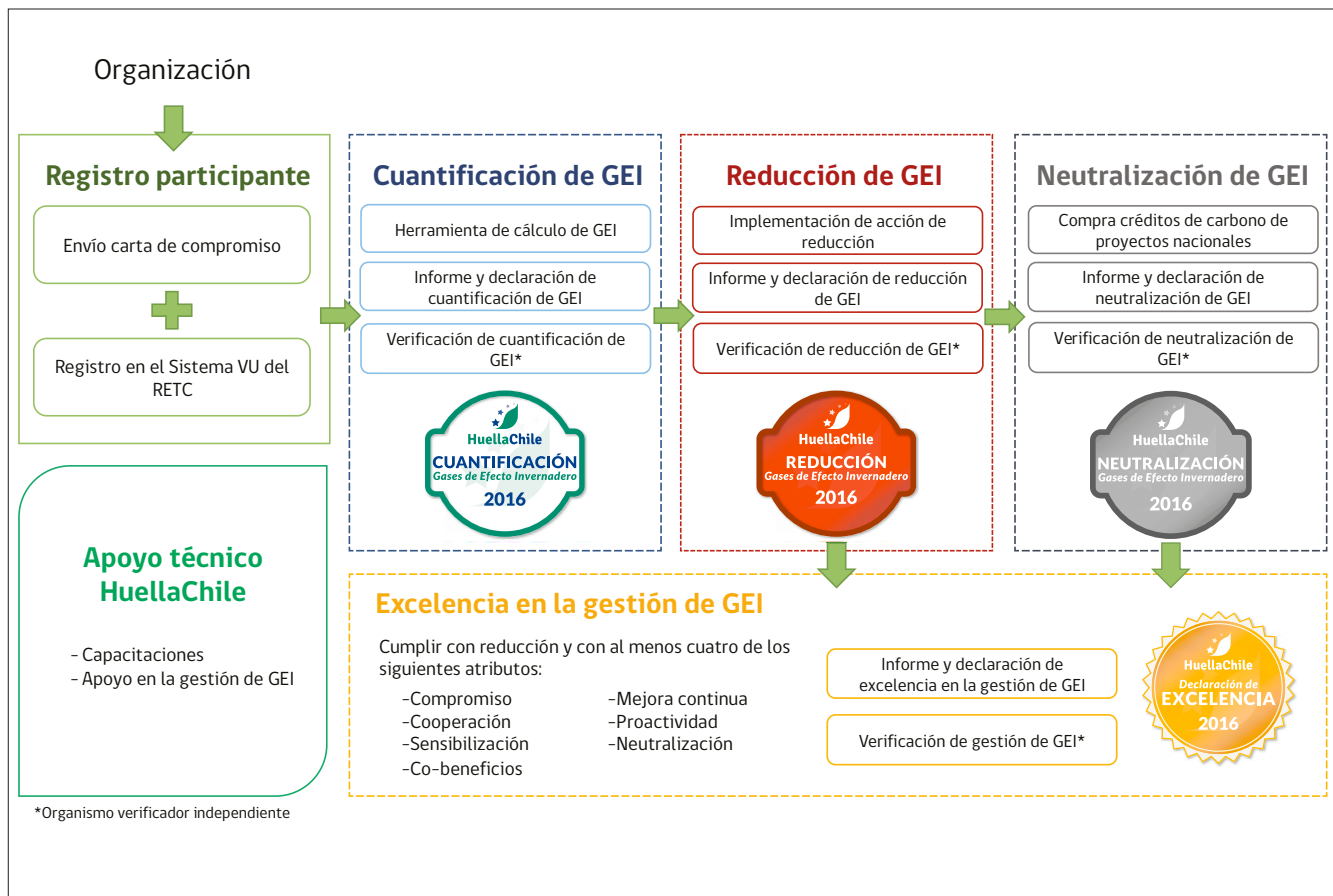 Organización
Registro participante
Envío carta de compromiso
Registro en el Sistema VU del
RETC
Cuantificación de GEI
Herramienta de cálculo de GEI
Informe y declaración de
cuantificación de GEI
Verificación de cuantificación de
GEI*
HuellaChile
CUANTIFICACIÓN
Gases de Efecto Invernadero
2016
Reducción de GEI
Implementación de acción de
reducción
Informe y declaración de reducción
de GEI
Verificación de reducción de GEI*
HuellaChile
REDUCCIÓN
Gases de Efecto Invernadero
2016
Neutralización de GEI
Compra créditos de carbono de
proyectos nacionales
Informe y declaración de
neutralización de GEI
Verificación de neutralización de
GEI*
HuellaChile
NEUTRALIZACIÓN
Gases de Efecto Invernadero
2016
Apoyo técnico
HuellaChile
- Capacitaciones
- Apoyo en la gestión de GEI
Excelencia en la gestión de GEI
Cumplir con reducción y con al menos cuatro de los
siguientes atributos:
-Compromiso
-Cooperación
-Sensibilización
-Co-beneficios
-Mejora continua
-Proactividad
-Neutralización
Informe y declaración de
excelencia en la gestión de GEI
Verificación de gestión de GEI*
HuellaChile
Declaración de
EXCELENCIA
2016
*Organismo verificador independiente